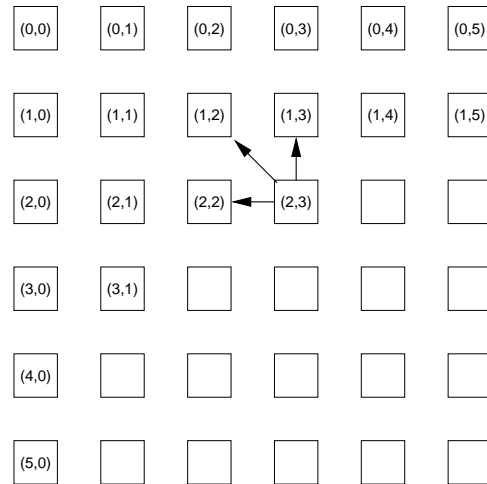 (0,0) (0,1) (0,2) (0,3) (0,4) (0,5)
(1,0) (1,1) (1,2) (1,3) (1,4) (1,5)
(2,0) (2,1) (2,2) (2,3)
(3,0) (3,1)
(4,0)
(5,0)